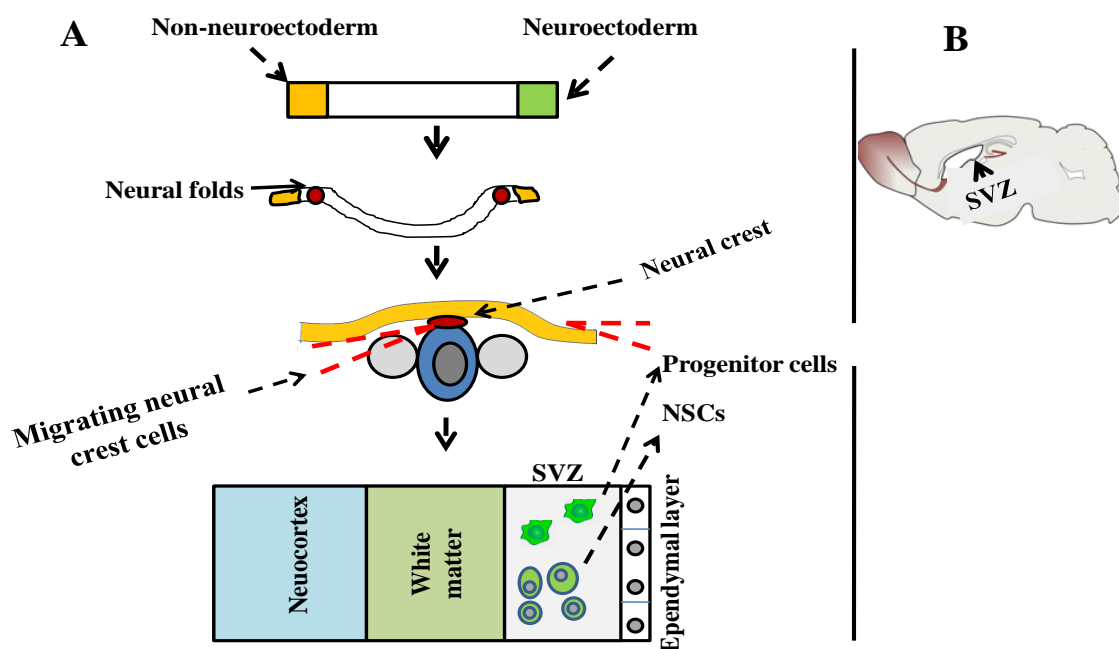 A
Non-neuroectoderm
Neuroectoderm
B
Neural folds
SVZ
Neural crest
Migrating neural
crest cells
Progenitor cells
NSCs
SVZ
Neuocortex
White
matter
Ependymal layer